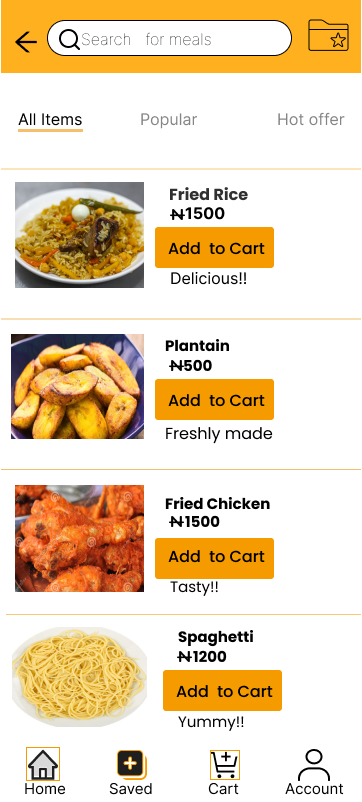 Search for meals
All Items Popular Hot offer
Fried Rice
₦1500
Add to Cart
Delicious!!
Plantain
₦500
Add to Cart
Freshly made
Fried Chicken
₦1500
Add to Cart
Tasty!!
Spaghetti
₦1200
Add to Cart
Yummy!!
Home Saved Cart Account